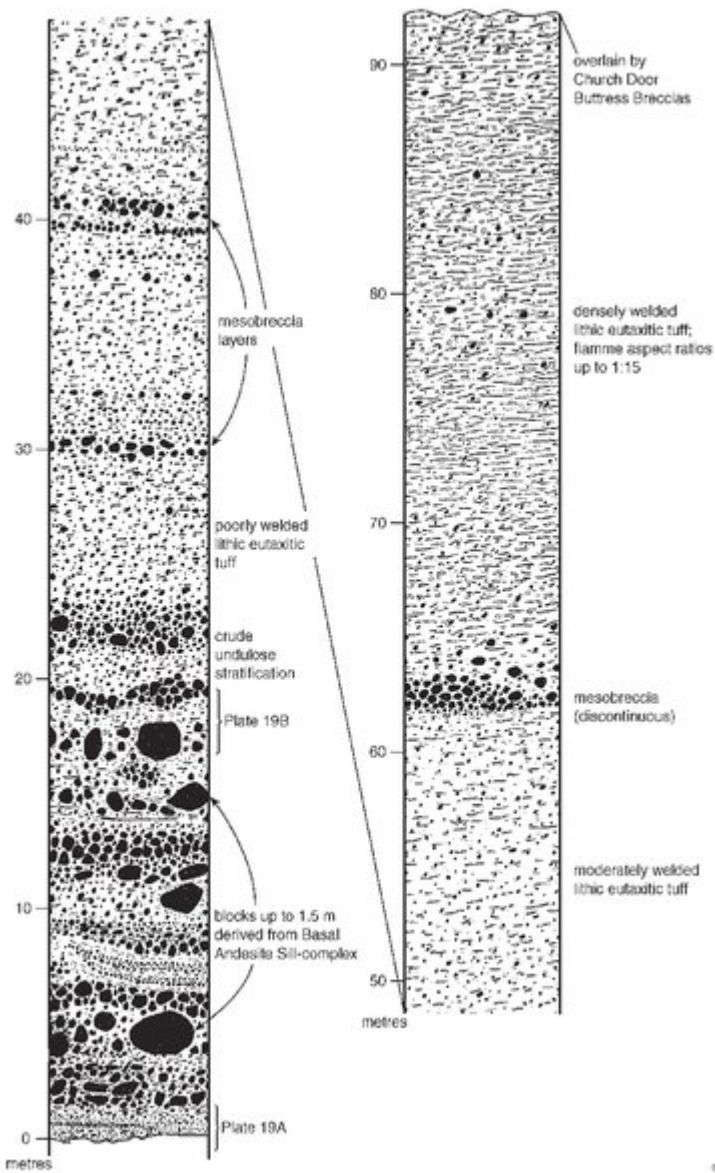 40
30
20
10
0
metres
mesobreccia
layers
poorly welded
lithic eutaxitic
tuff
crude
undulose
stratification
Plate 19B
blocks up to 1.5 m
derived from Basal
Andesite Sill-complex
Plate 19A
90
80
70
60
50
metres
overlain by
Church Door
Buttress Breccias
densely welded
lithic eutaxitic tuff;
fiamme aspect ratios
up to 1:15
mesobreccia
(discontinuous)
moderately welded
lithic eutaxitic tuff